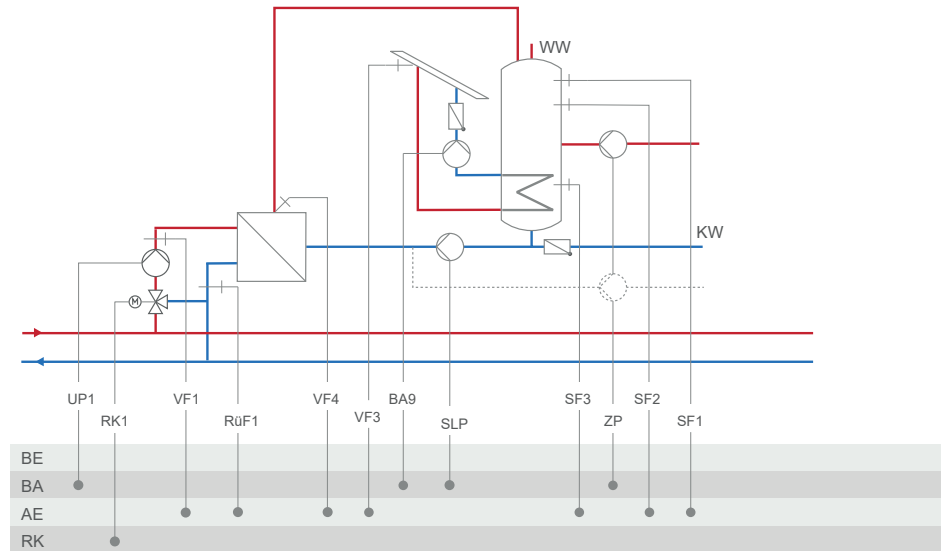 WW
KW
M
UP1 VF1 VF4 BA9 SF3 SF2
RK1 RüF1 VF3 SLP ZP SF1
BE
BA
AE
RK